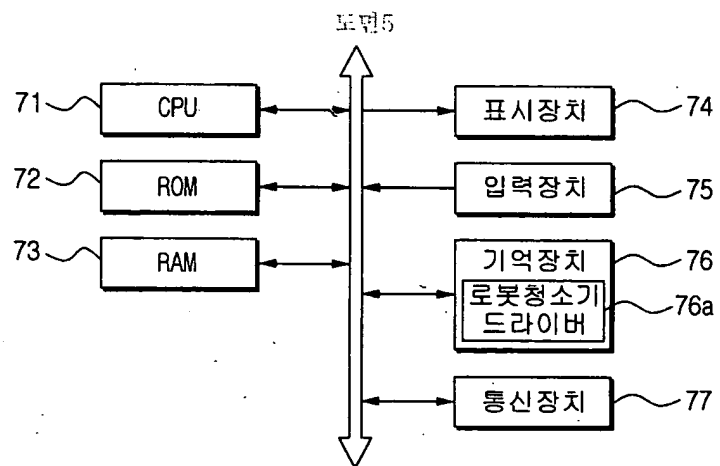 도면5
71 CPU 표시장치 74
72 ROM 입력장치 75
73 RAM 기억장치 76
로봇청소기 76a
드라이버
통신장치 77